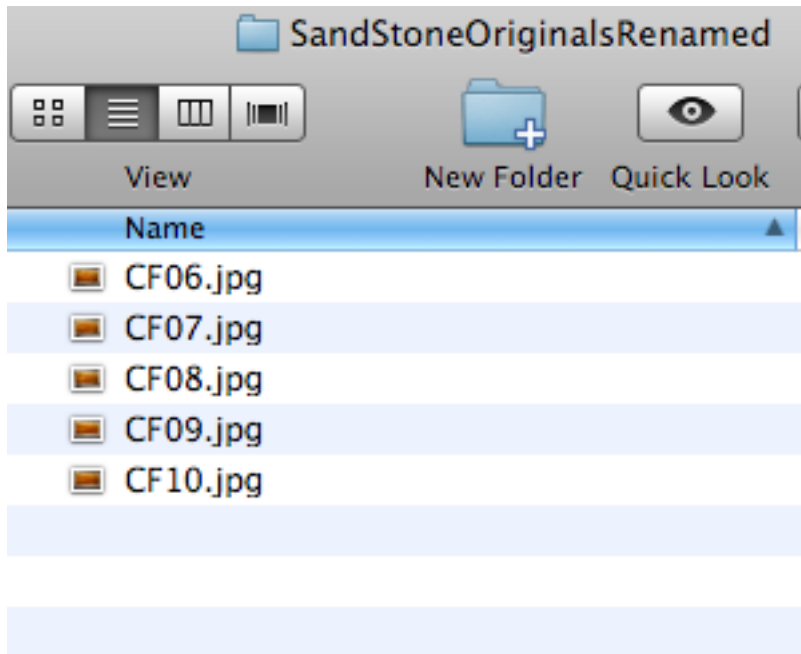 SandStoneOriginalsRenamed
View New Folder Quick Look
Name
CF06.jpg
CF07.jpg
CF08.jpg
CF09.jpg
CF10.jpg